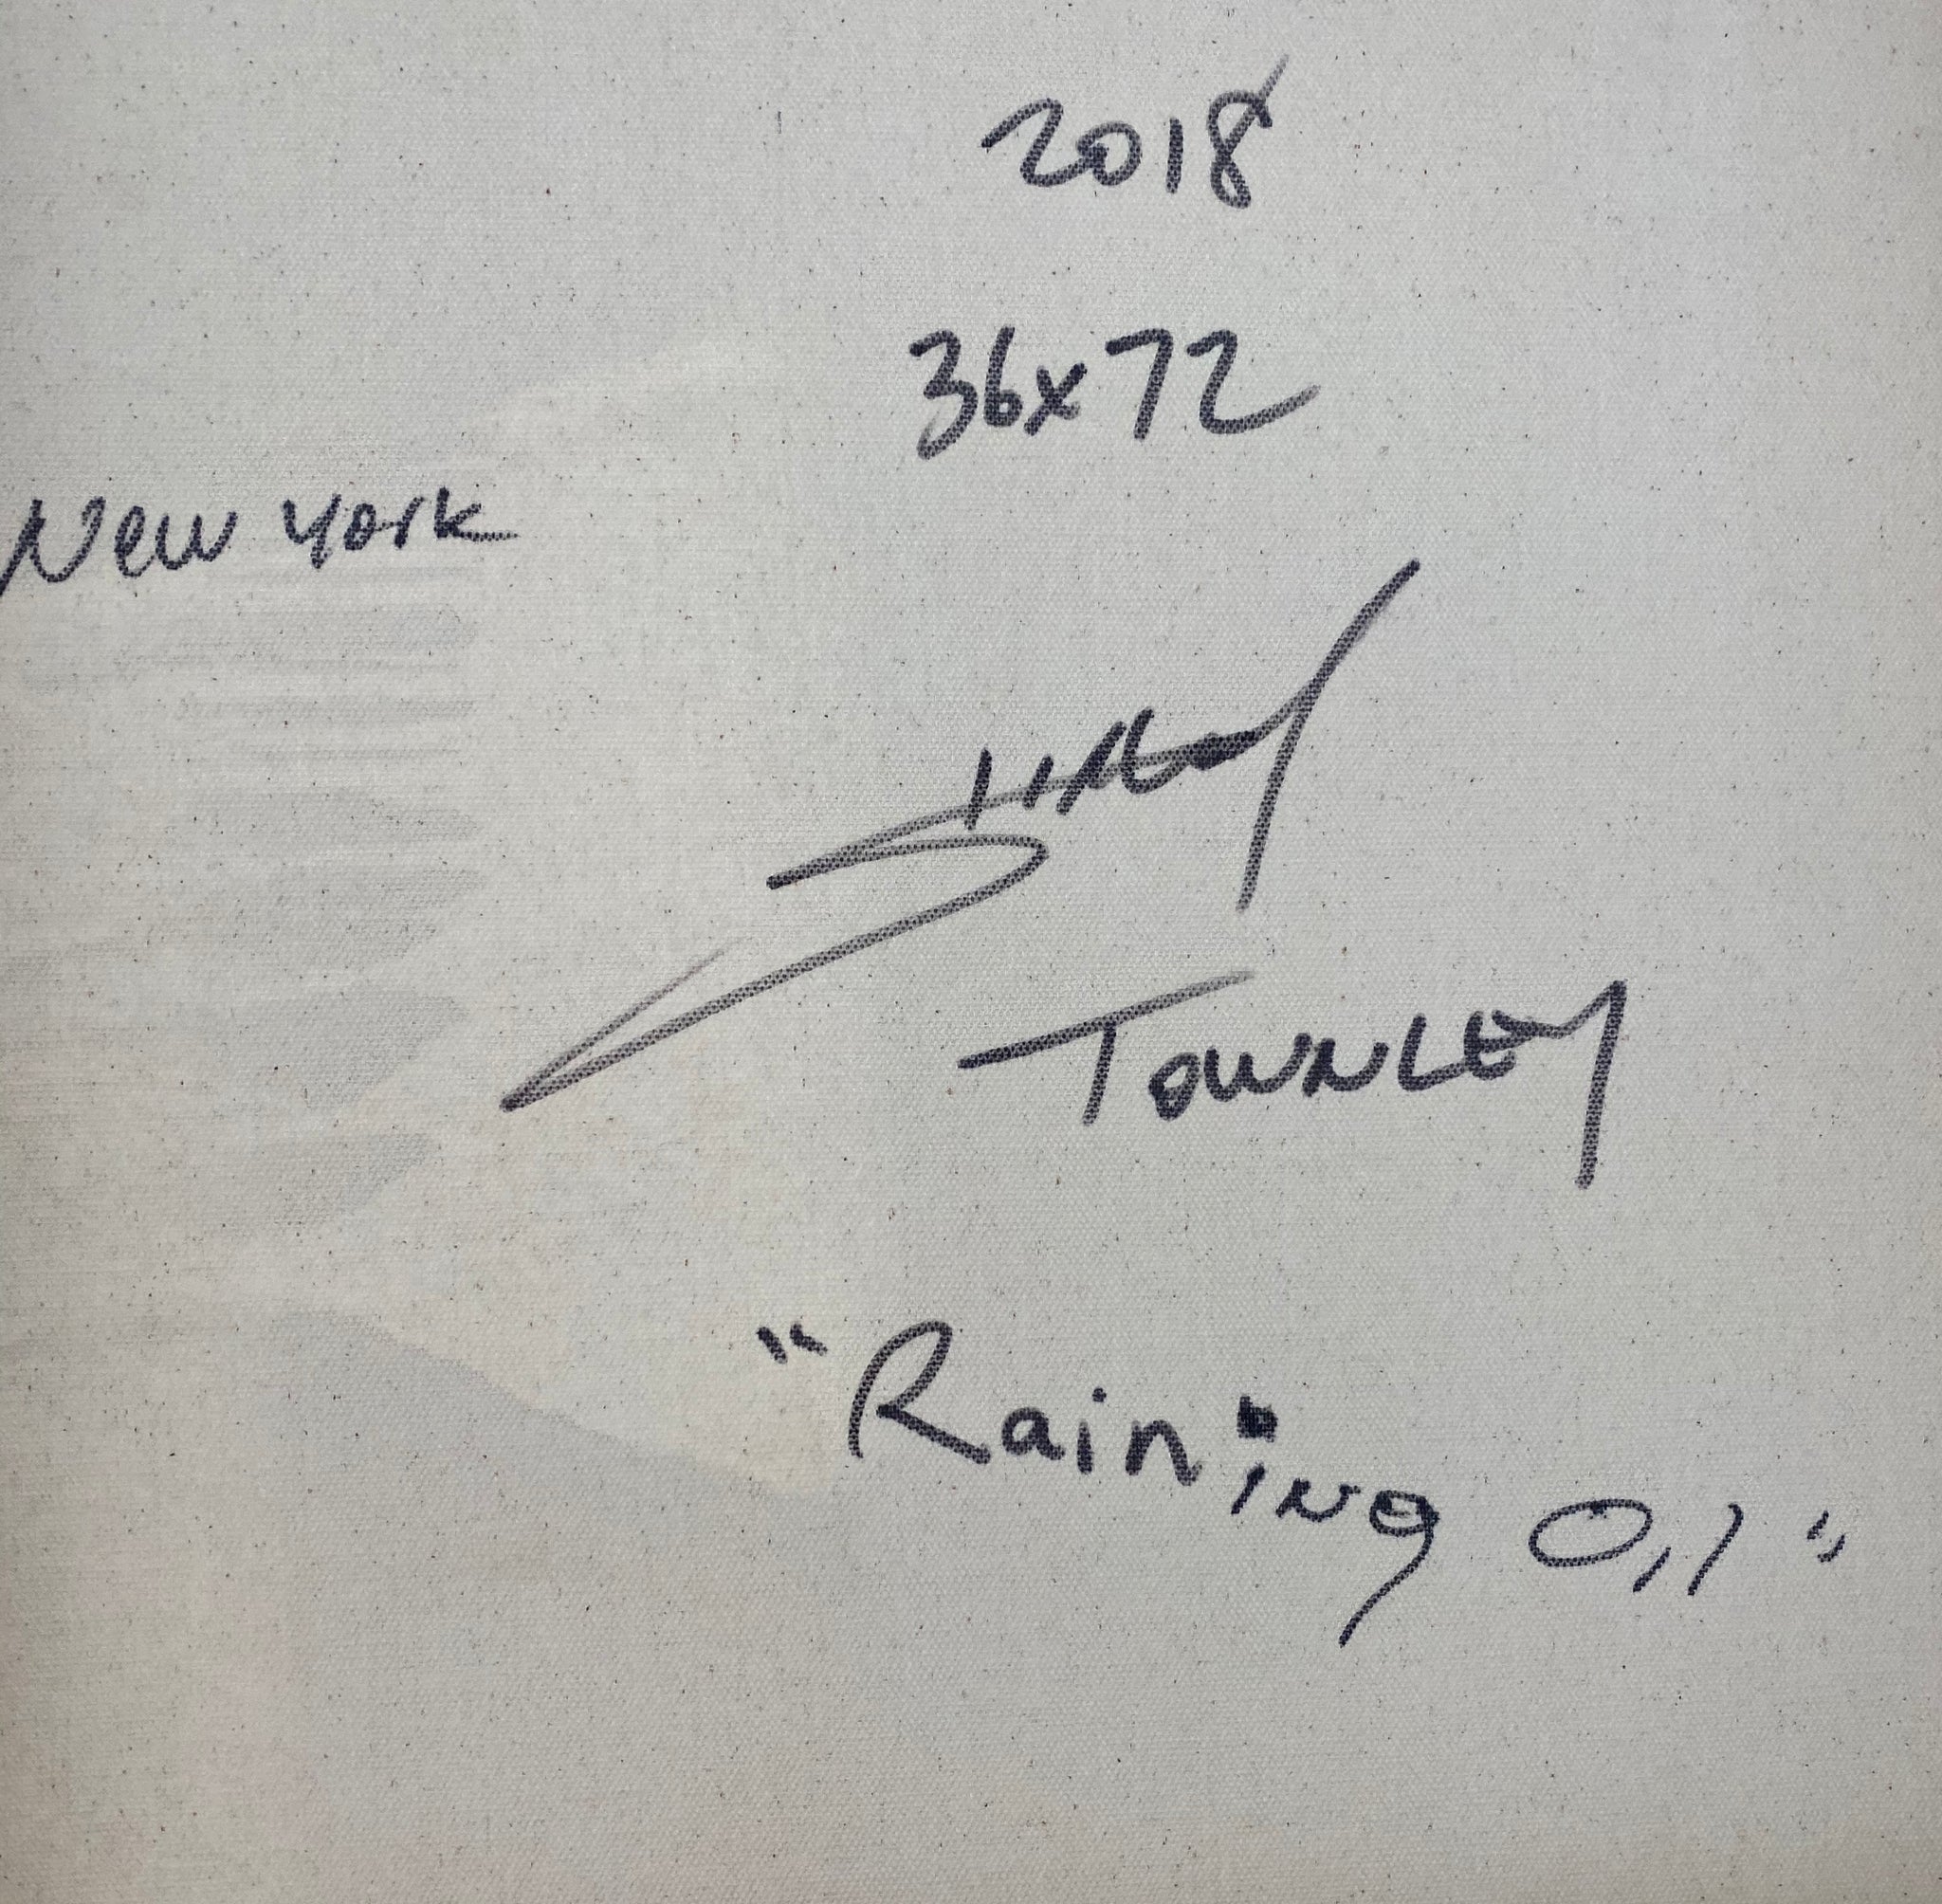 2018
36x72
New York
TOWNLEY
"Raining Oil"